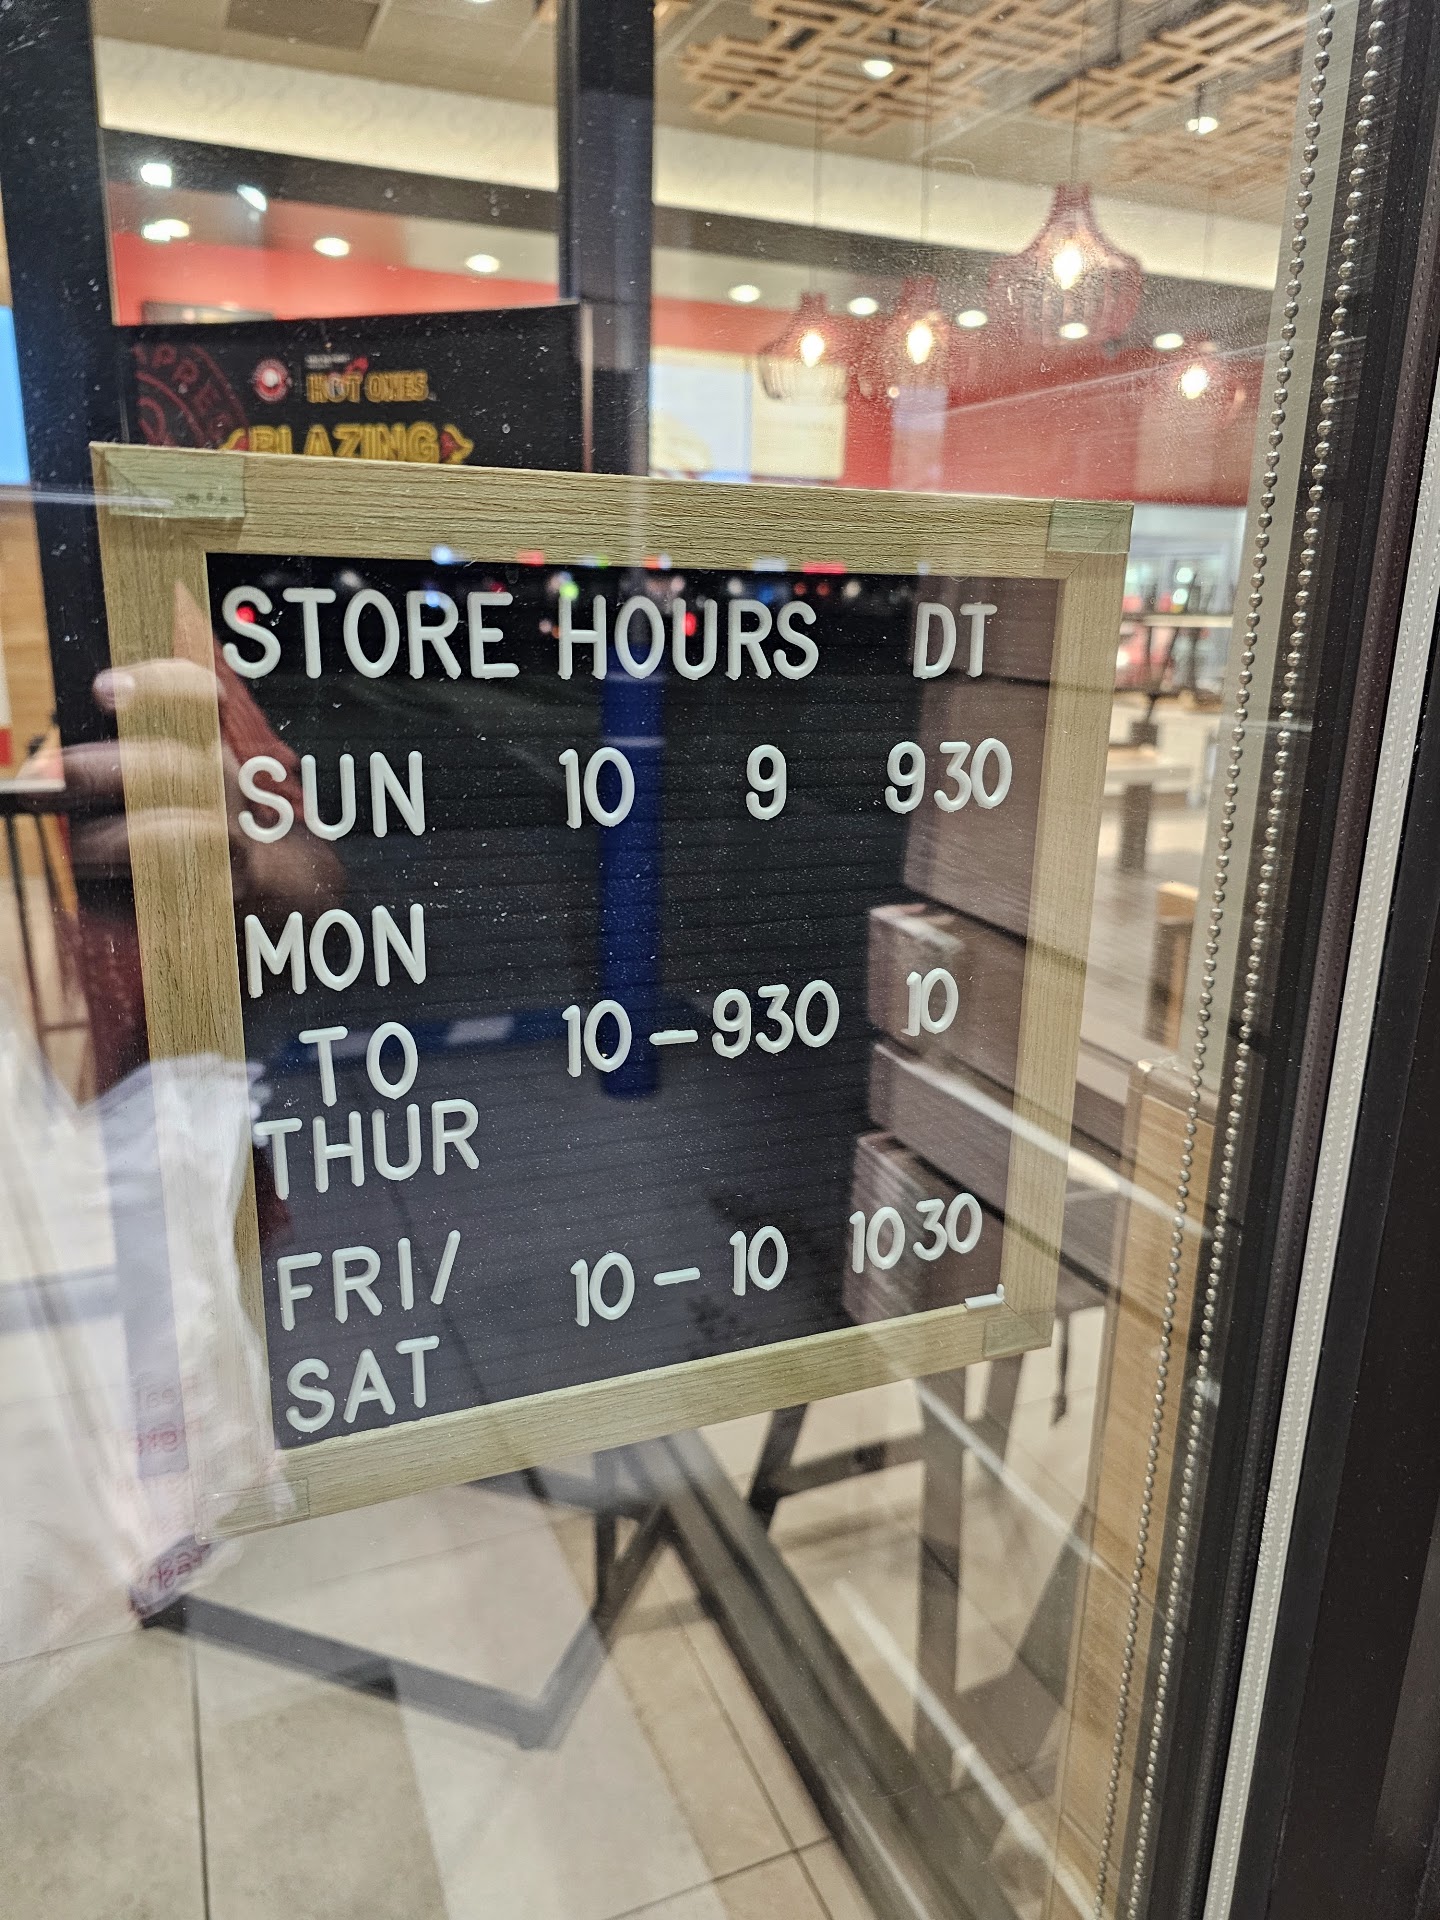 HOT ONES
BLAZING
STORE HOURS DT
SUN 10 9 930
MON
TO 10 - 930 10
THUR
FRI/ 10 - 10 1030
SAT